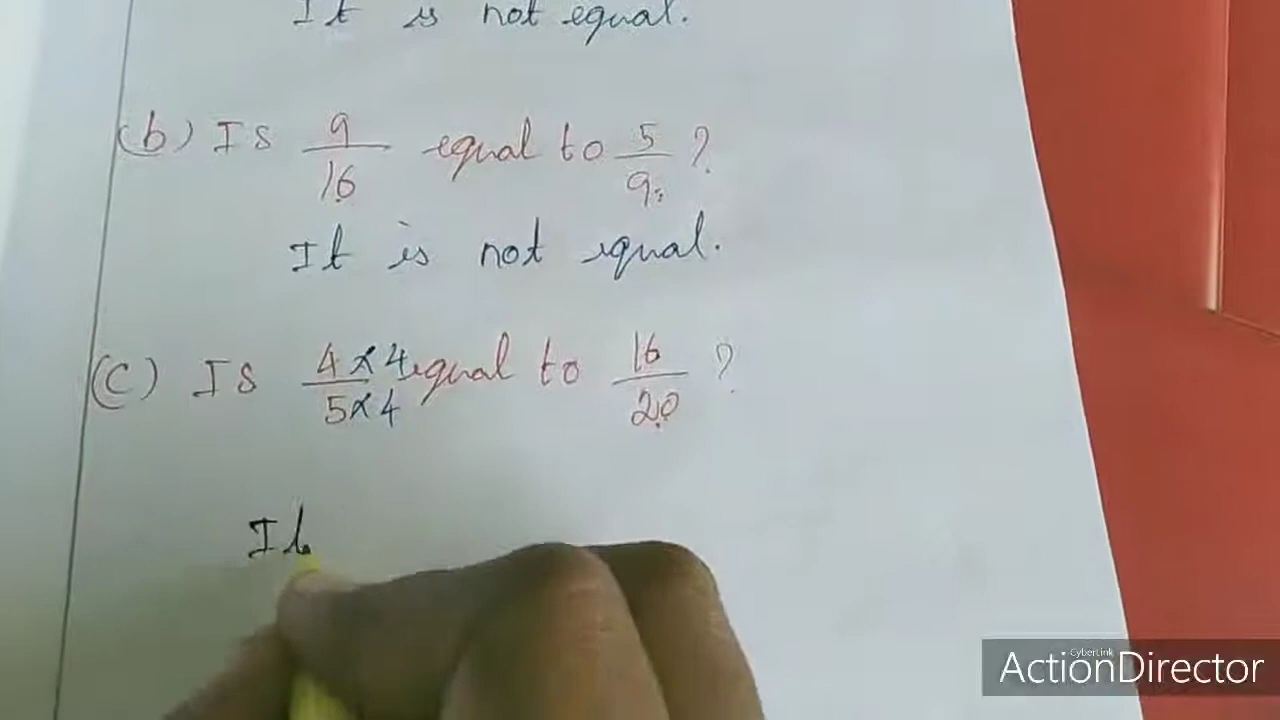 It is not equal.
(b) Is 9/16 equal to 5/9 ?
It is not equal.
(c) Is 4×4/5×4 equal to 16/20 ?
It
CyberLink
ActionDirector